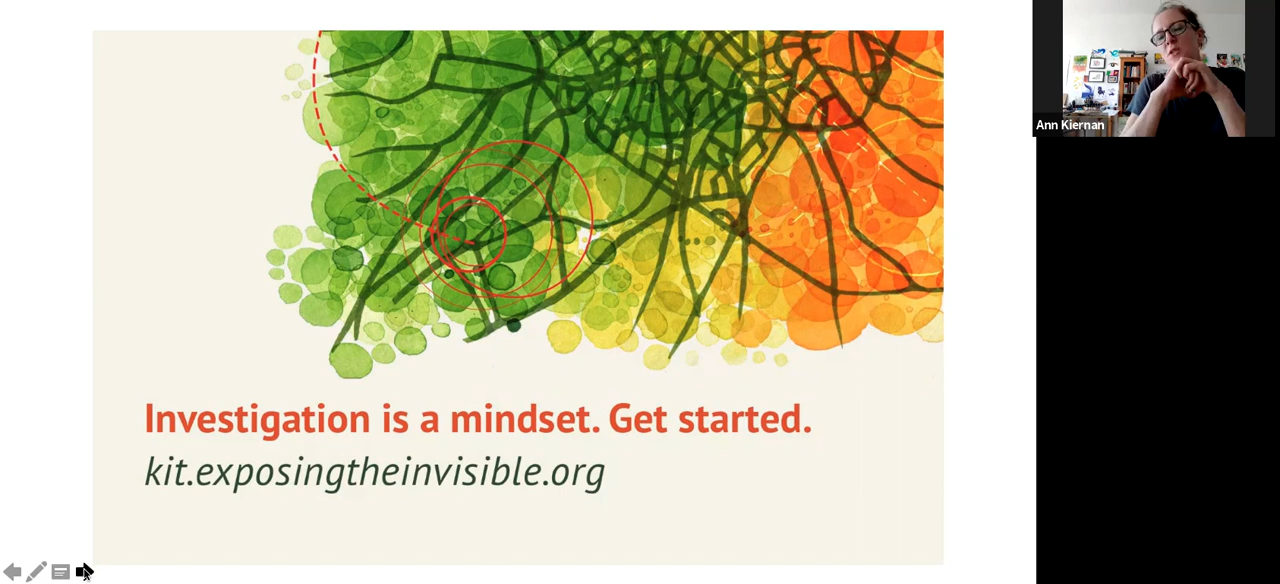 Investigation is a mindset. Get started.
kit.exposingtheinvisible.org
Ann Kiernan